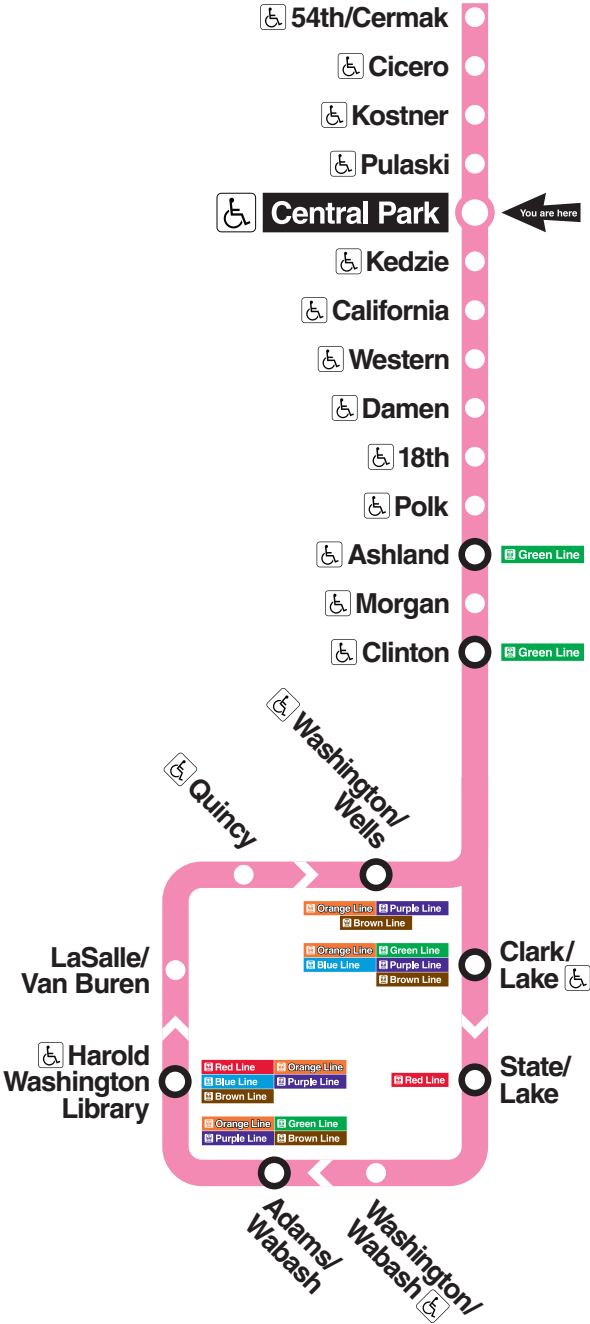 54th/Cermak
Cicero
Kostner
Pulaski
Central Park
You are here
Kedzie
California
Western
Damen
18th
Polk
Ashland
Green Line
Morgan
Clinton
Green Line
Washington/
Wells
Quincy
Orange Line
Purple Line
Brown Line
Orange Line
Green Line
Blue Line
Purple Line
Brown Line
Clark/
Lake
LaSalle/
Van Buren
Harold
Washington
Library
Red Line
Orange Line
Blue Line
Purple Line
Brown Line
Red Line
State/
Lake
Orange Line
Green Line
Purple Line
Brown Line
Adams/
Wabash
Washington/
Wabash